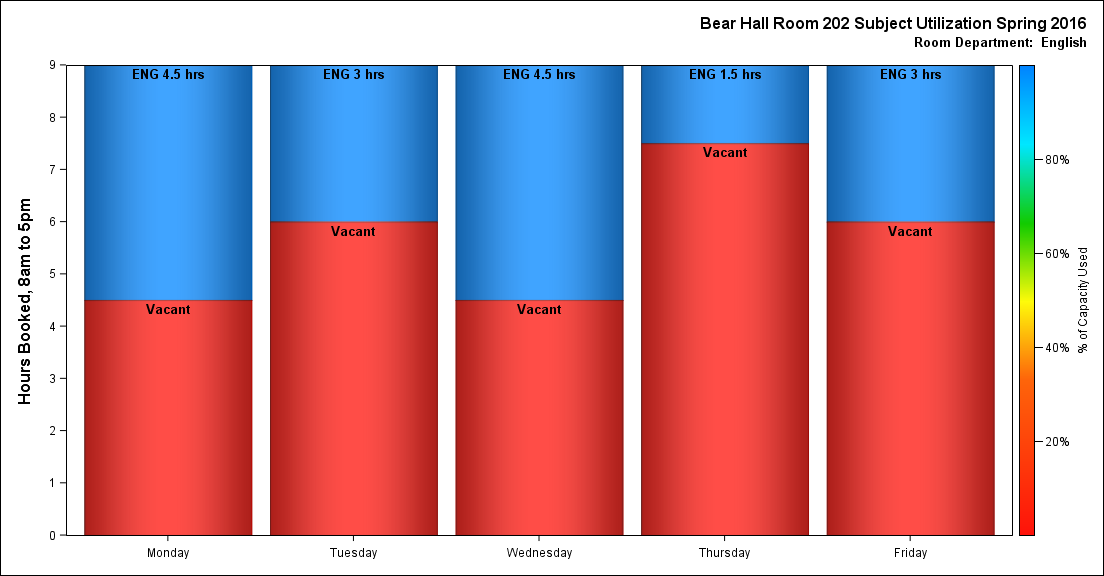 Bear Hall Room 202 Subject Utilization Spring 2016
Room Department:  English
Hours Booked, 8am to 5pm
9
8
7
6
5
4
3
2
1
0
ENG 4.5 hrs
Vacant
ENG 3 hrs
Vacant
ENG 4.5 hrs
Vacant
ENG 1.5 hrs
Vacant
ENG 3 hrs
Vacant
Monday
Tuesday
Wednesday
Thursday
Friday
80%
60%
40%
20%
% of Capacity Used